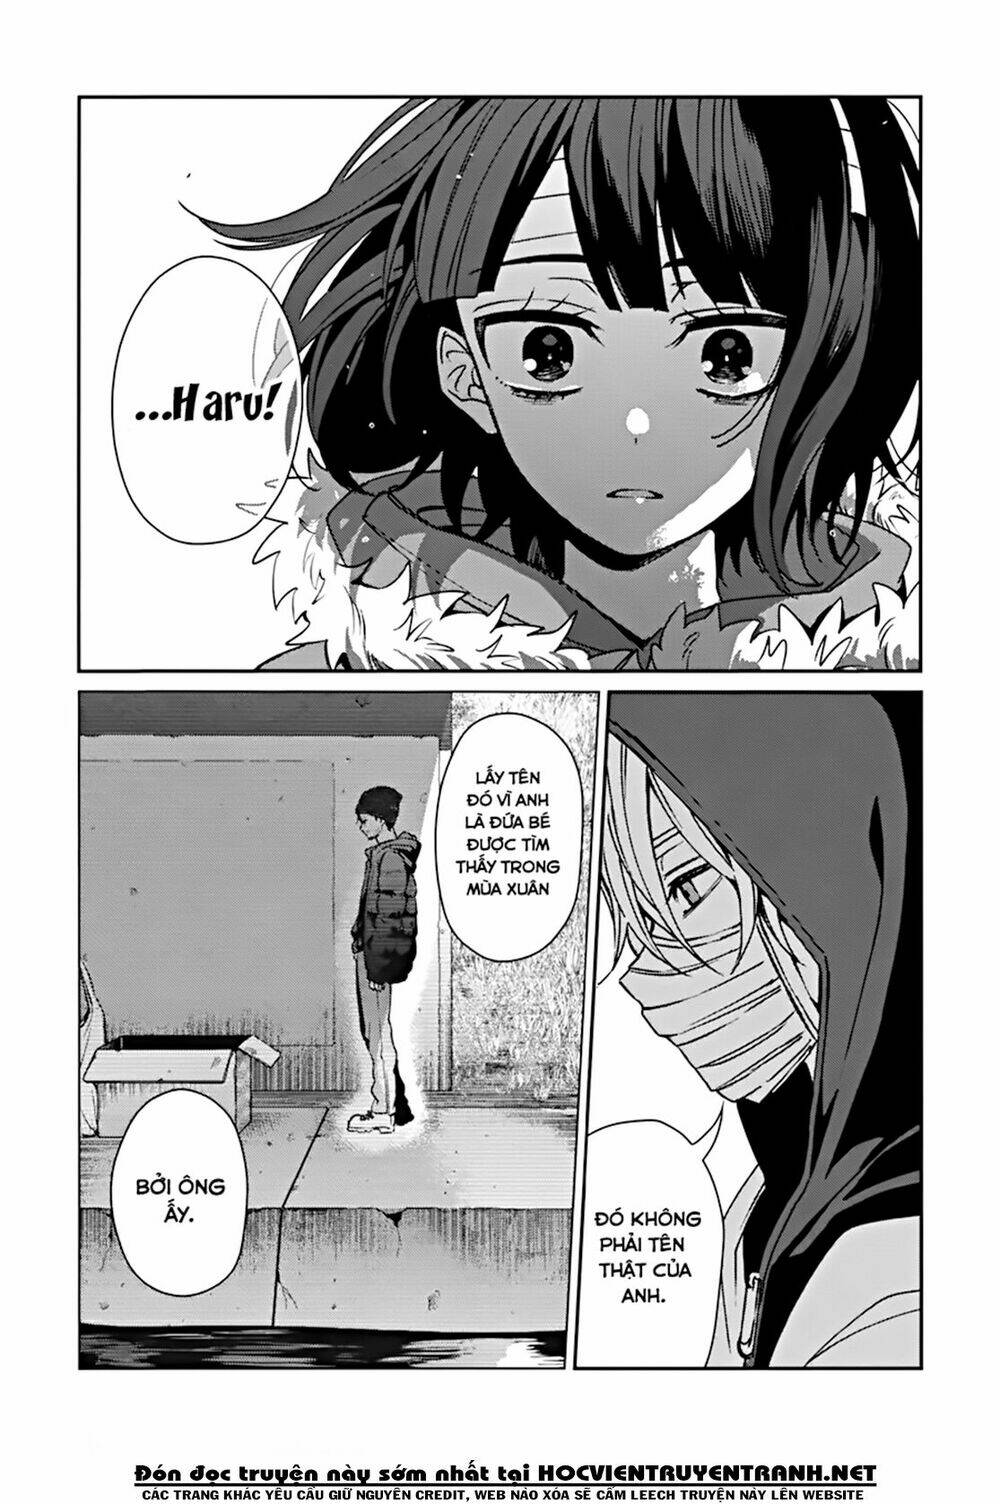 ...Haru!
ĐÓ KHÔNG
PHẢI TÊN
THẬT CỦA
ANH.
LẤY TÊN
ĐÓ VÌ ANH
LÀ ĐỨA BÉ
ĐƯỢC TÌM
THẤY TRONG
MÙA XUÂN
BỞI ÔNG
ẤY.
Đón đọc truyện này sớm nhất tại HOCVIENTRUYENTRANH.NET
CÁC TRANG KHÁC YÊU CẦU GIỮ NGUYÊN CREDIT, WEB NÀO XÓA SẼ CẤM LEECH TRUYỆN NÀY LÊN WEBSITE